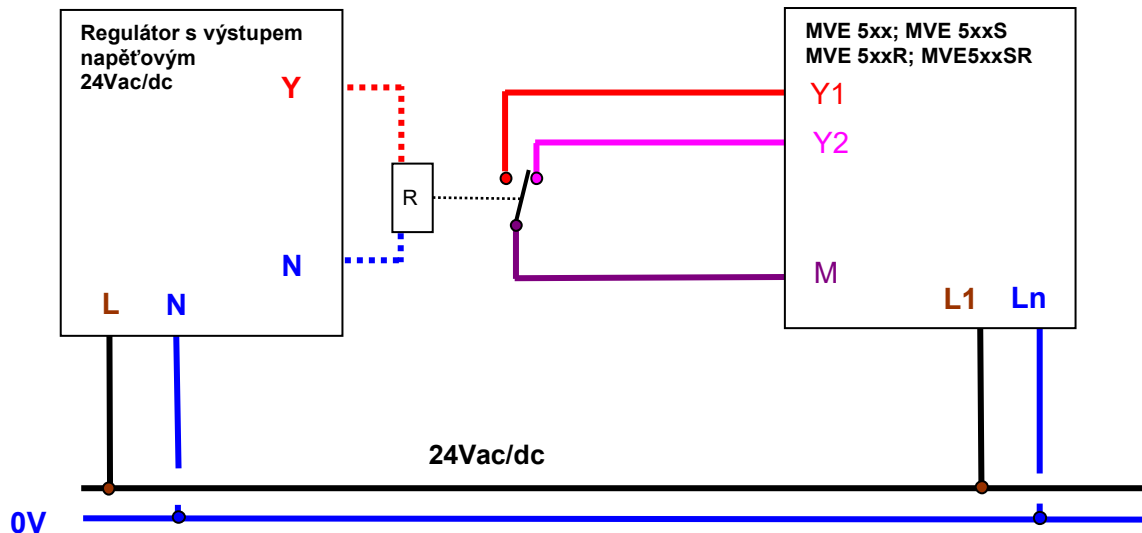 Regulátor s výstupem
napěťovým
24Vac/dc
Y
N
L
N
R
MVE 5xx; MVE 5xxS
MVE 5xxR; MVE5xxSR
Y1
Y2
M
L1
Ln
24Vac/dc
0V